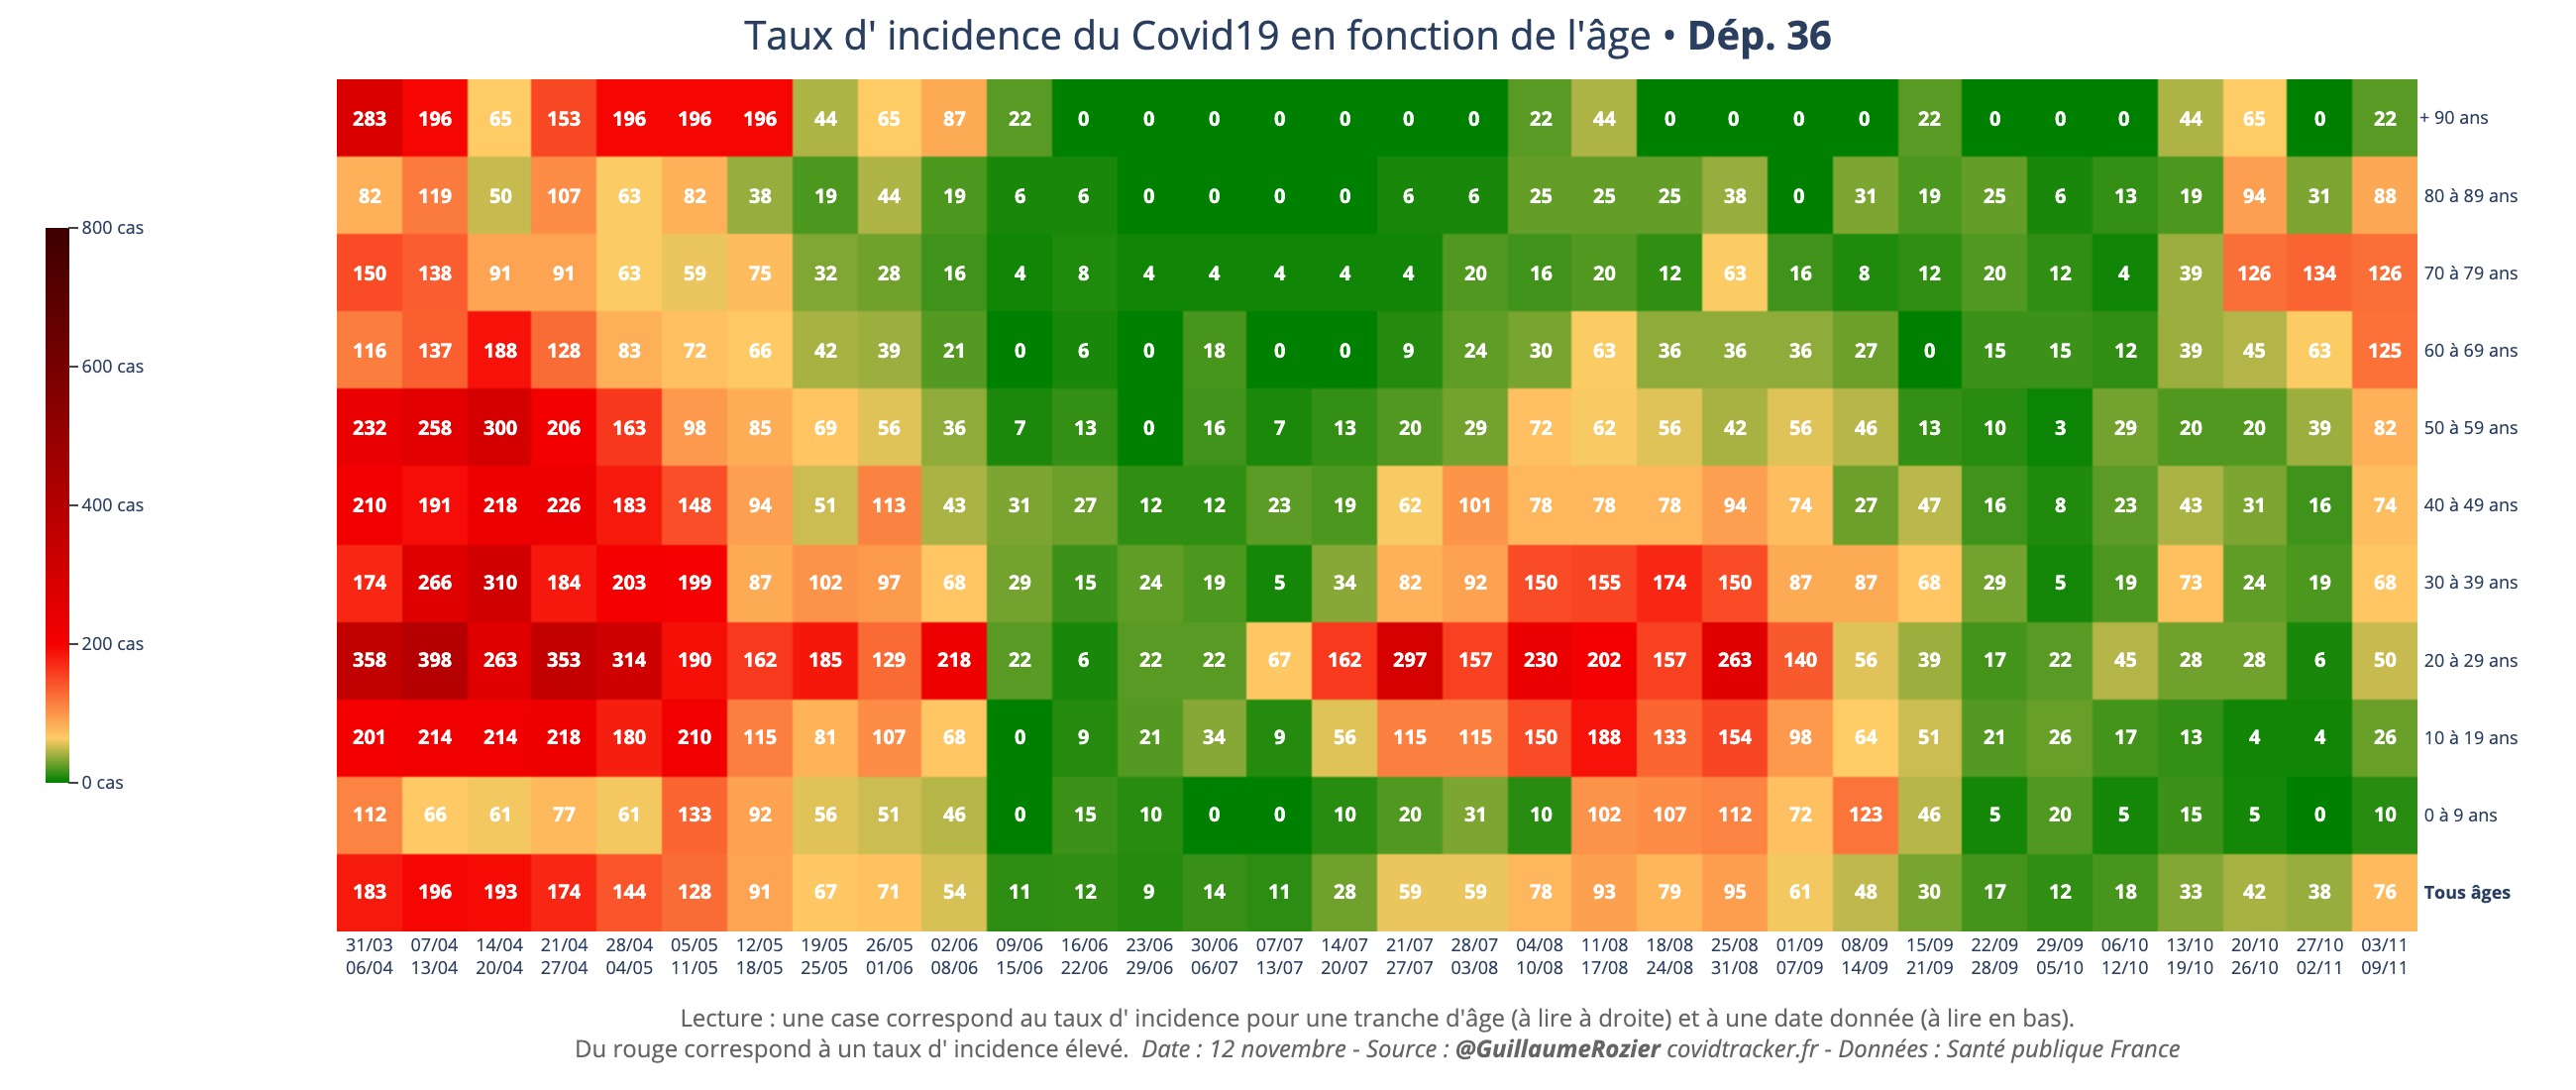 Taux d' incidence du Covid19 en fonction de l'âge • Dép. 36
800 cas
600 cas
400 cas
200 cas
0 cas
283 196 65 153 196 196 196 44 65 87 22 0 0 0 0 0 0 0 22 44 0 0 0 0 22 0 0 0 44 65 0 22 + 90 ans
82 119 50 107 63 82 38 19 44 19 6 6 0 0 0 0 6 6 25 25 25 38 0 31 19 25 6 13 19 94 31 88 80 à 89 ans
150 138 91 91 63 59 75 32 28 16 4 8 4 4 4 4 4 20 16 20 12 63 16 8 12 20 12 4 39 126 134 126 70 à 79 ans
116 137 188 128 83 72 66 42 39 21 0 6 0 18 0 0 9 24 30 63 36 36 36 27 0 15 15 12 39 45 63 125 60 à 69 ans
232 258 300 206 163 98 85 69 56 36 7 13 0 16 7 13 20 29 72 62 56 42 56 46 13 10 3 29 20 20 39 82 50 à 59 ans
210 191 218 226 183 148 94 51 113 43 31 27 12 12 23 19 62 101 78 78 78 94 74 27 47 16 8 23 43 31 16 74 40 à 49 ans
174 266 310 184 203 199 87 102 97 68 29 15 24 19 5 34 82 92 150 155 174 150 87 87 68 29 5 19 73 24 19 68 30 à 39 ans
358 398 263 353 314 190 162 185 129 218 22 6 22 22 67 162 297 157 230 202 157 263 140 56 39 17 22 45 28 28 6 50 20 à 29 ans
201 214 214 218 180 210 115 81 107 68 0 9 21 34 9 56 115 115 150 188 133 154 98 64 51 21 26 17 13 4 4 26 10 à 19 ans
112 66 61 77 61 133 92 56 51 46 0 15 10 0 0 10 20 31 10 102 107 112 72 123 46 5 20 5 15 5 0 10 0 à 9 ans
183 196 193 174 144 128 91 67 71 54 11 12 9 14 11 28 59 59 78 93 79 95 61 48 30 17 12 18 33 42 38 76 Tous âges
31/03 07/04 14/04 21/04 28/04 05/05 12/05 19/05 26/05 02/06 09/06 16/06 23/06 30/06 07/07 14/07 21/07 28/07 04/08 11/08 18/08 25/08 01/09 08/09 15/09 22/09 29/09 06/10 13/10 20/10 27/10 03/11
06/04 13/04 20/04 27/04 04/05 11/05 18/05 25/05 01/06 08/06 15/06 22/06 29/06 06/07 13/07 20/07 27/07 03/08 10/08 17/08 24/08 31/08 07/09 14/09 21/09 28/09 05/10 12/10 19/10 26/10 02/11 09/11
Lecture : une case correspond au taux d' incidence pour une tranche d'âge (à lire à droite) et à une date donnée (à lire en bas).
Du rouge correspond à un taux d' incidence élevé. Date : 12 novembre - Source : @GuillaumeRozier covidtracker.fr - Données : Santé publique France